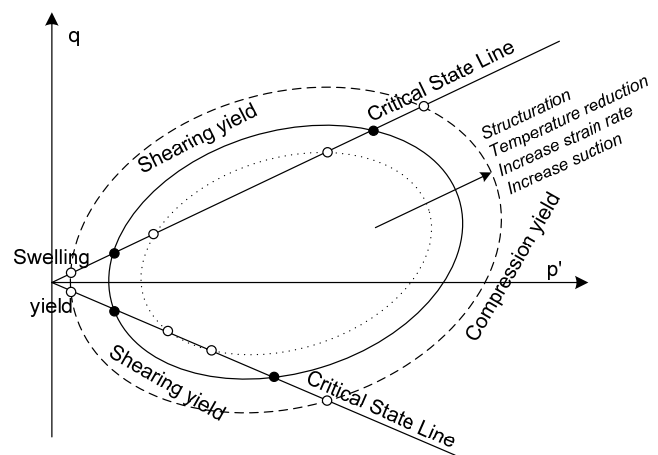 q
Critical State Line
Shearing yield
Structuration
Temperature reduction
Increase strain rate
Increase suction
Swelling
yield
p'
Compression yield
Shearing yield
Critical State Line